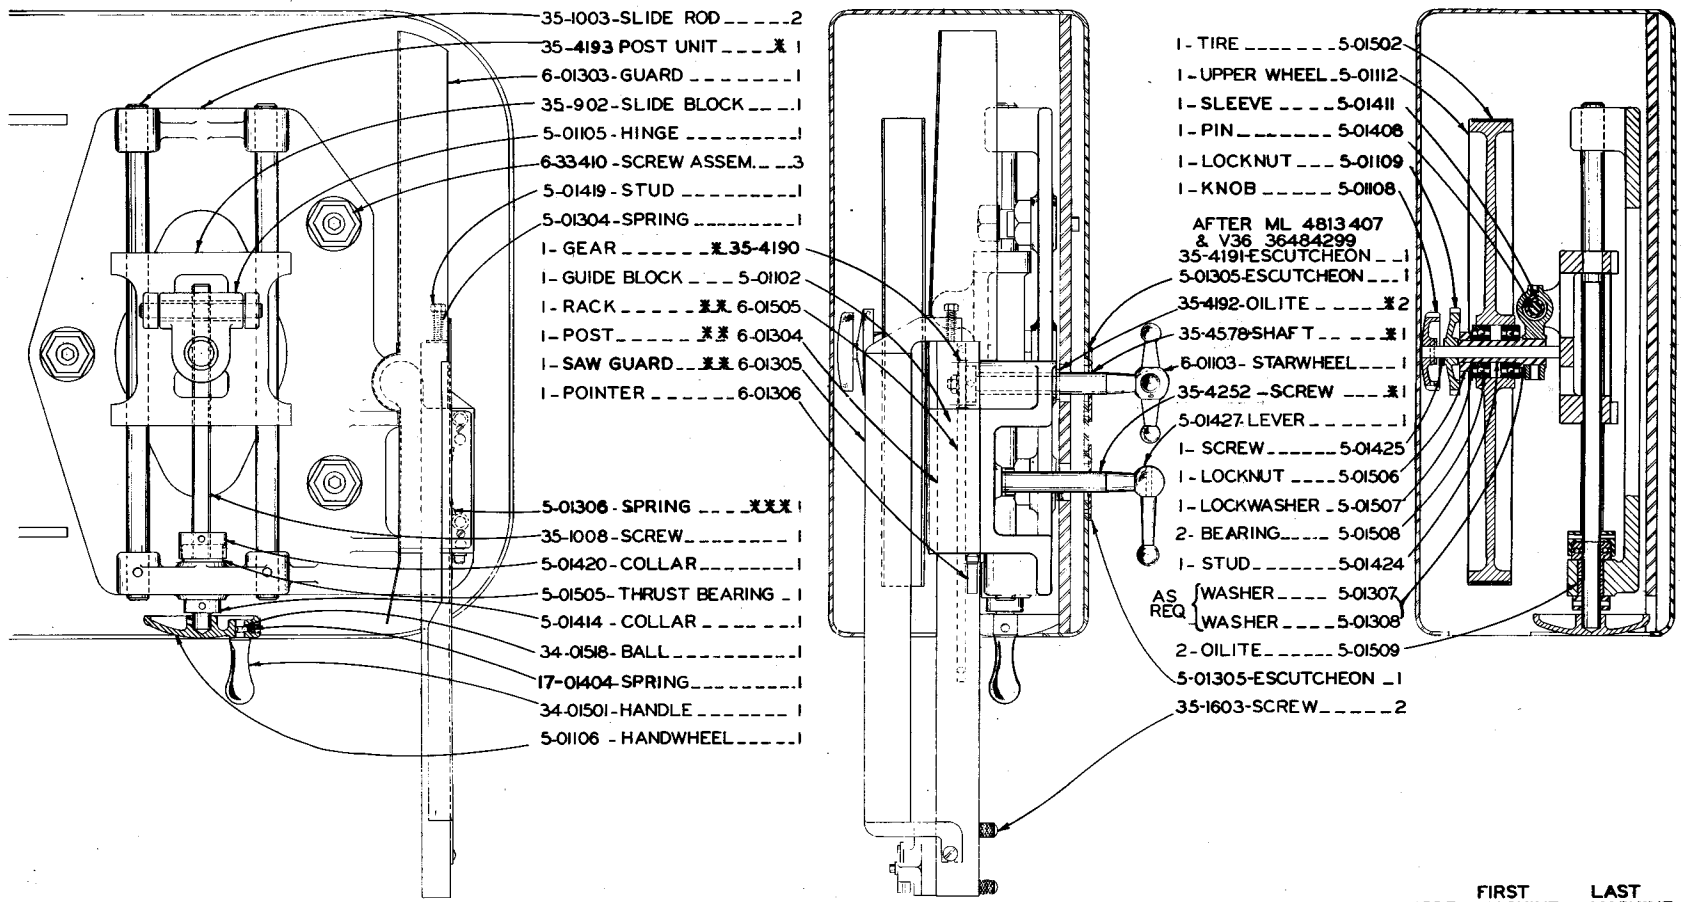 35-1003-SLIDE ROD _ _ _ _ _ 2
35-4193 POST UNIT _ _ _ _ * 1
6-01303-GUARD _ _ _ _ _ _ _ 1
35-902-SLIDE BLOCK _ _ _ . 1
5-01105-HINGE _ _ _ _ _ _ _ _ 1
6-33410-SCREW ASSEM. _ _ _ 3
5-01419-STUD _ _ _ _ _ _ _ 1
5-01304-SPRING _ _ _ _ _ _ _ 1
1- GEAR _ _ _ _ _ * 35-4190
1- GUIDE BLOCK _ _ _ 5-01102
1- RACK _ _ _ _ ** 6-01505
1- POST _ _ _ _ ** 6-01304
1- SAW GUARD _ _ ** 6-01305
1- POINTER _ _ _ _ _ _ 6-01306
5-01306-SPRING _ _ _ *** 1
35-1008-SCREW _ _ _ _ _ _ _ 1
5-01420-COLLAR _ _ _ _ _ _ _ 1
5-01505-THRUST BEARING _ 1
5-01414-COLLAR _ _ _ _ _ _ _ 1
34-01518-BALL _ _ _ _ _ _ _ _ 1
17-01404-SPRING _ _ _ _ _ _ _ _ 1
34-01501-HANDLE _ _ _ _ _ _ _ 1
5-01106-HANDWHEEL _ _ _ _ _ 1
1- TIRE _ _ _ _ _ _ _ 5-01502
1- UPPER WHEEL _ 5-01112
1- SLEEVE _ _ _ _ 5-01411
1- PIN _ _ _ _ _ _ _ 5-01408
1- LOCKNUT _ _ _ 5-01109
1- KNOB _ _ _ _ _ 5-01108
AFTER ML 4813407
& V36 36484299
35-4191-ESCUTCHEON _ _ 1
5-01305-ESCUTCHEON _ _ 1
35-4192-OILITE _ _ _ _ _ * 2
35-4578-SHAFT _ _ _ _ * 1
6-01103-STARWHEEL _ _ _ 1
35-4252-SCREW _ _ _ * 1
5-01427-LEVER _ _ _ _ _ _ _ 1
1- SCREW _ _ _ _ _ 5-01425
1- LOCKNUT _ _ _ 5-01506
1- LOCKWASHER _ 5-01507
2- BEARING _ _ _ _ 5-01508
1- STUD _ _ _ _ _ _ 5-01424
AS REQ { WASHER _ _ _ _ 5-01307
WASHER _ _ _ _ 5-01308
2-OILITE _ _ _ _ _ _ 5-01509
5-01305-ESCUTCHEON _ 1
35-1603-SCREW _ _ _ _ _ 2
FIRST LAST